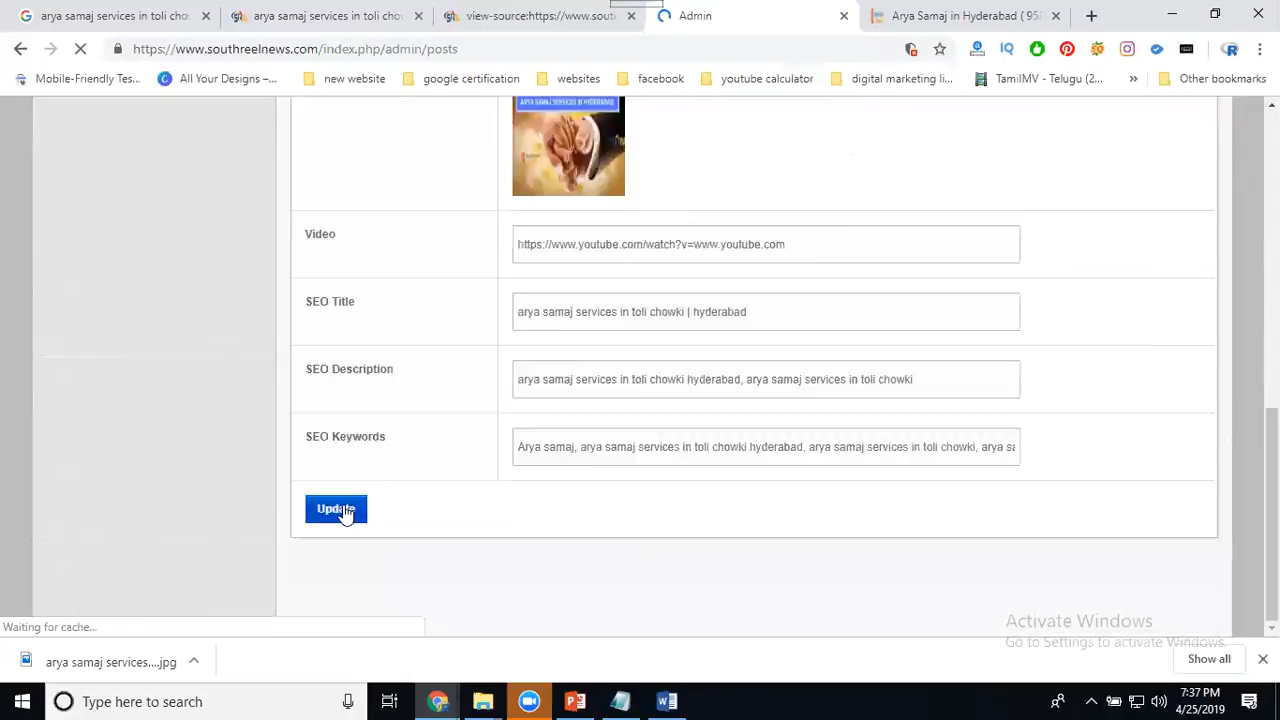 arya samaj services in toli cho
arya samaj services in toli ch
view-source:https://www.sout
Admin
Arya Samaj in Hyderabad ( 95
https://www.southreelnews.com/index.php/admin/posts
Mobile-Friendly Tes...
All Your Designs –...
new website
google certification
websites
facebook
youtube calculator
digital marketing li...
TamilMV - Telugu (2...
Other bookmarks
ARYA SAMAJ SERVICES IN HYDERABAD
Video
https://www.youtube.com/watch?v=www.youtube.com
SEO Title
arya samaj services in toli chowki | hyderabad
SEO Description
arya samaj services in toli chowki hyderabad, arya samaj services in toli chowki
SEO Keywords
Arya samaj, arya samaj services in toli chowki hyderabad, arya samaj services in toli chowki, arya sa
Update
Waiting for cache...
Activate Windows
Go to Settings to activate Windows.
arya samaj services....jpg
Show all
Type here to search
7:37 PM
4/25/2019